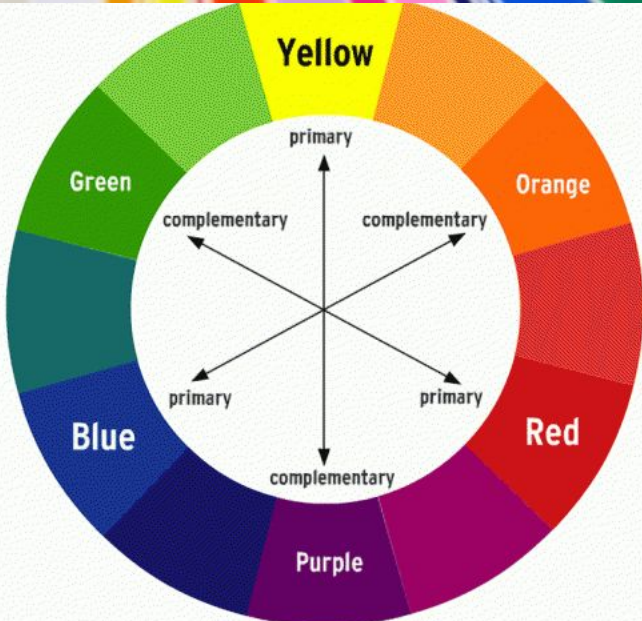 Yellow
primary
Green
Orange
complementary
complementary
primary
primary
Blue
Red
complementary
Purple